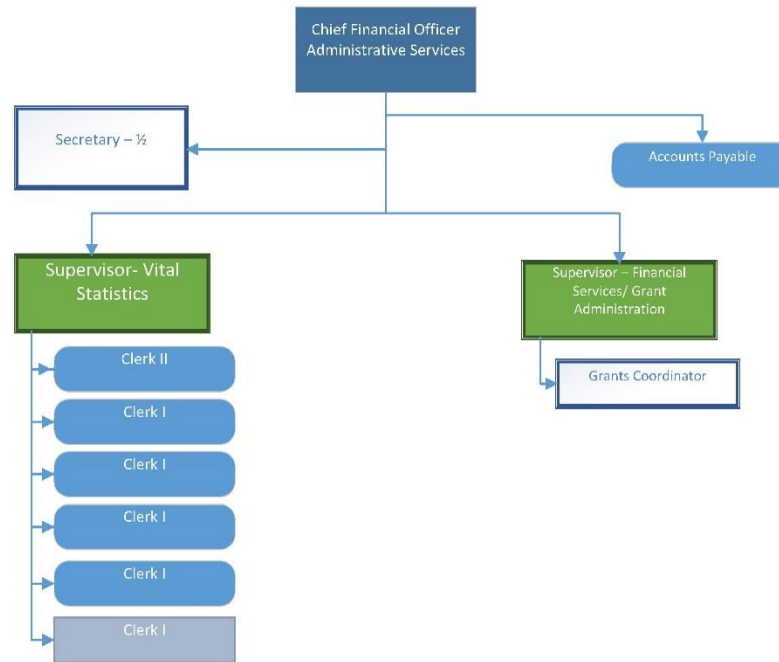 Chief Financial Officer
Administrative Services
Secretary – ½
Accounts Payable
Supervisor- Vital
Statistics
Supervisor – Financial
Services/ Grant
Administration
Clerk II
Grants Coordinator
Clerk I
Clerk I
Clerk I
Clerk I
Clerk I